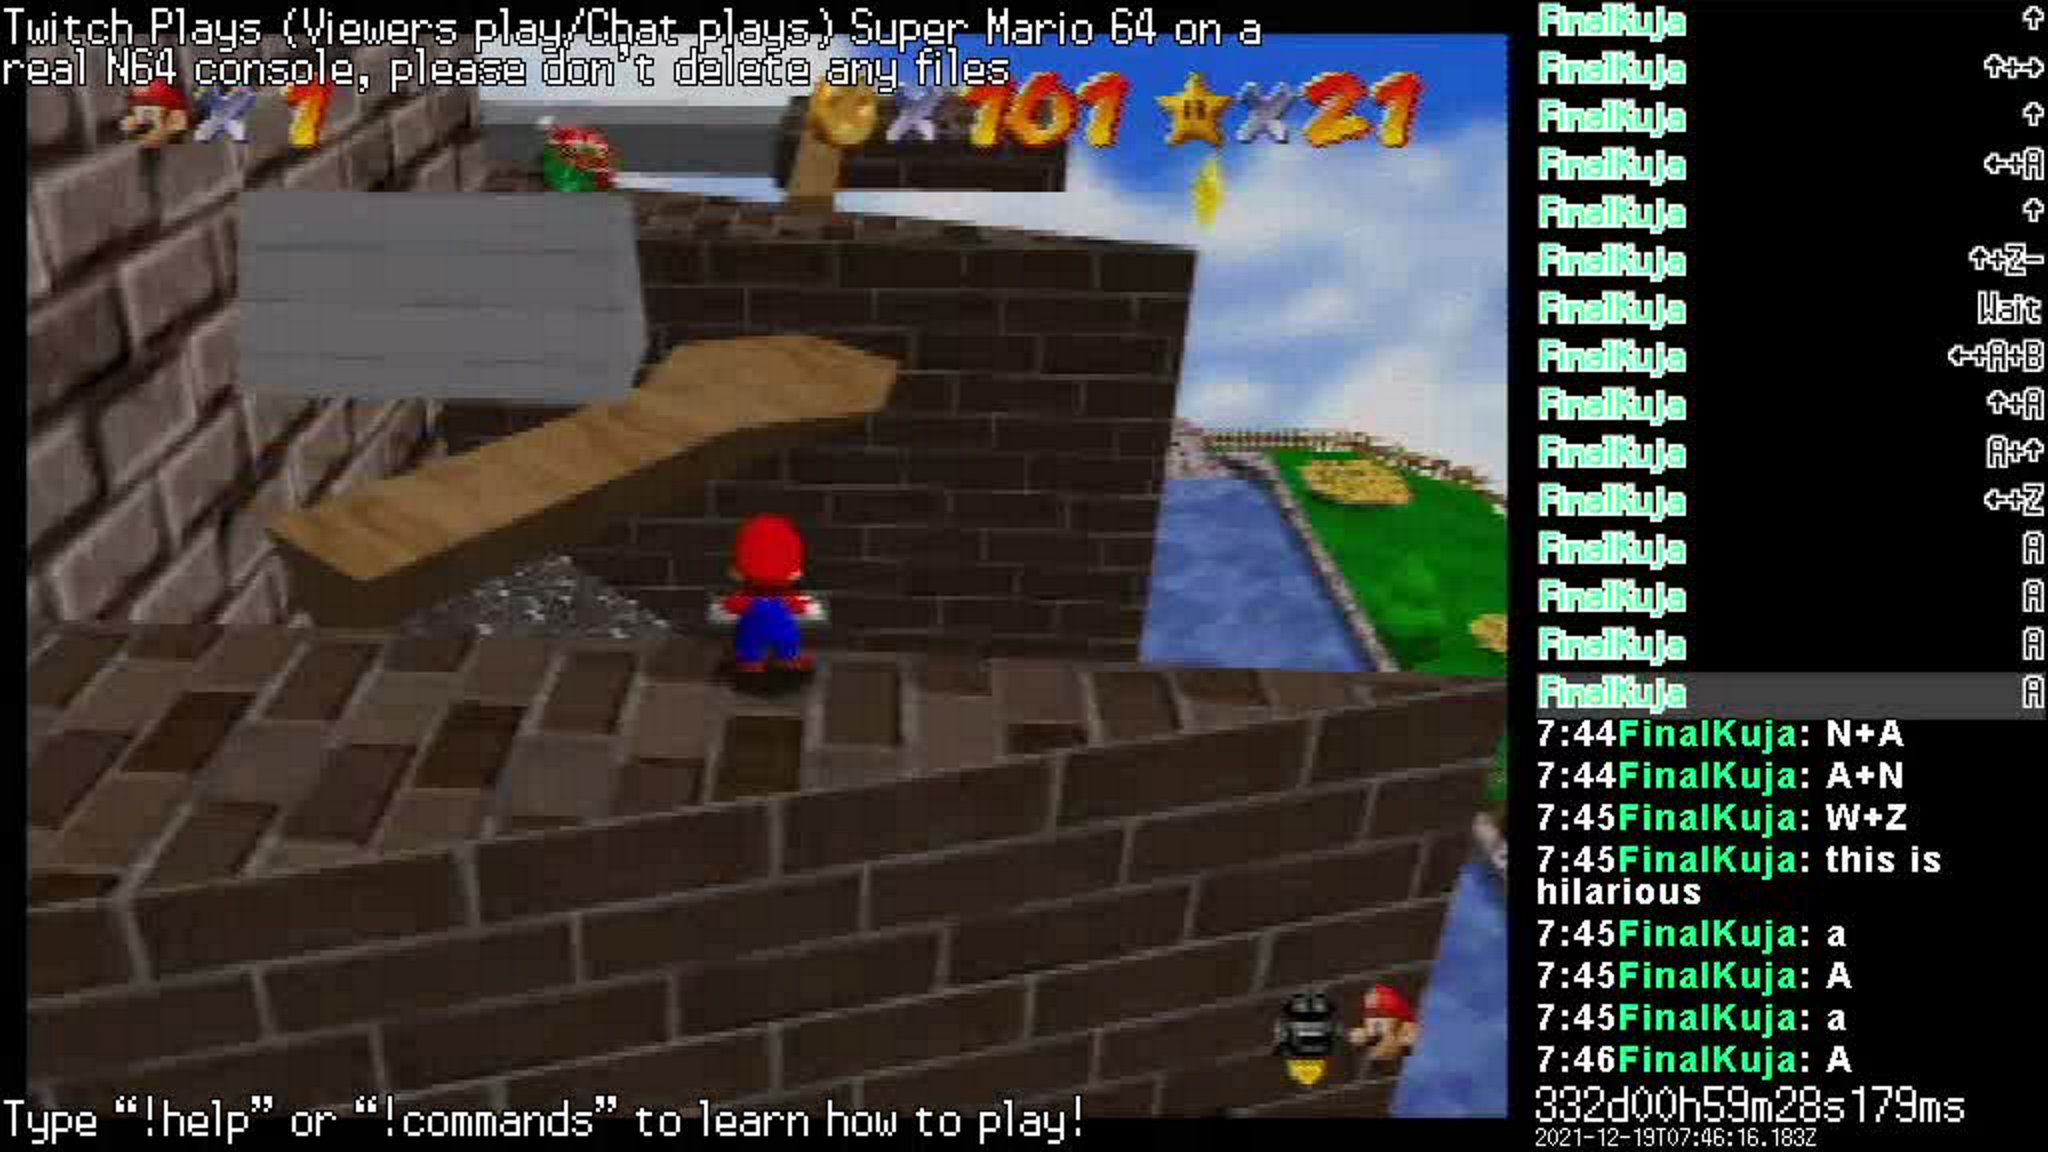 Twitch Plays (Viewers play/Chat plays) Super Mario 64 on a
real N64 console, please don't delete any files
x 1
x 101
x 21
FinalKuja ↑
FinalKuja ↑+→
FinalKuja ↑
FinalKuja ←+A
FinalKuja ↑
FinalKuja ↑+Z-
FinalKuja Wait
FinalKuja ←+A+B
FinalKuja ↑+A
FinalKuja A+↑
FinalKuja ←+Z
FinalKuja A
FinalKuja A
FinalKuja A
FinalKuja A
7:44FinalKuja: N+A
7:44FinalKuja: A+N
7:45FinalKuja: W+Z
7:45FinalKuja: this is
hilarious
7:45FinalKuja: a
7:45FinalKuja: A
7:45FinalKuja: a
7:46FinalKuja: A
332d00h59m28s179ms
2021-12-19T07:46:16.183Z
Type “!help” or “!commands” to learn how to play!